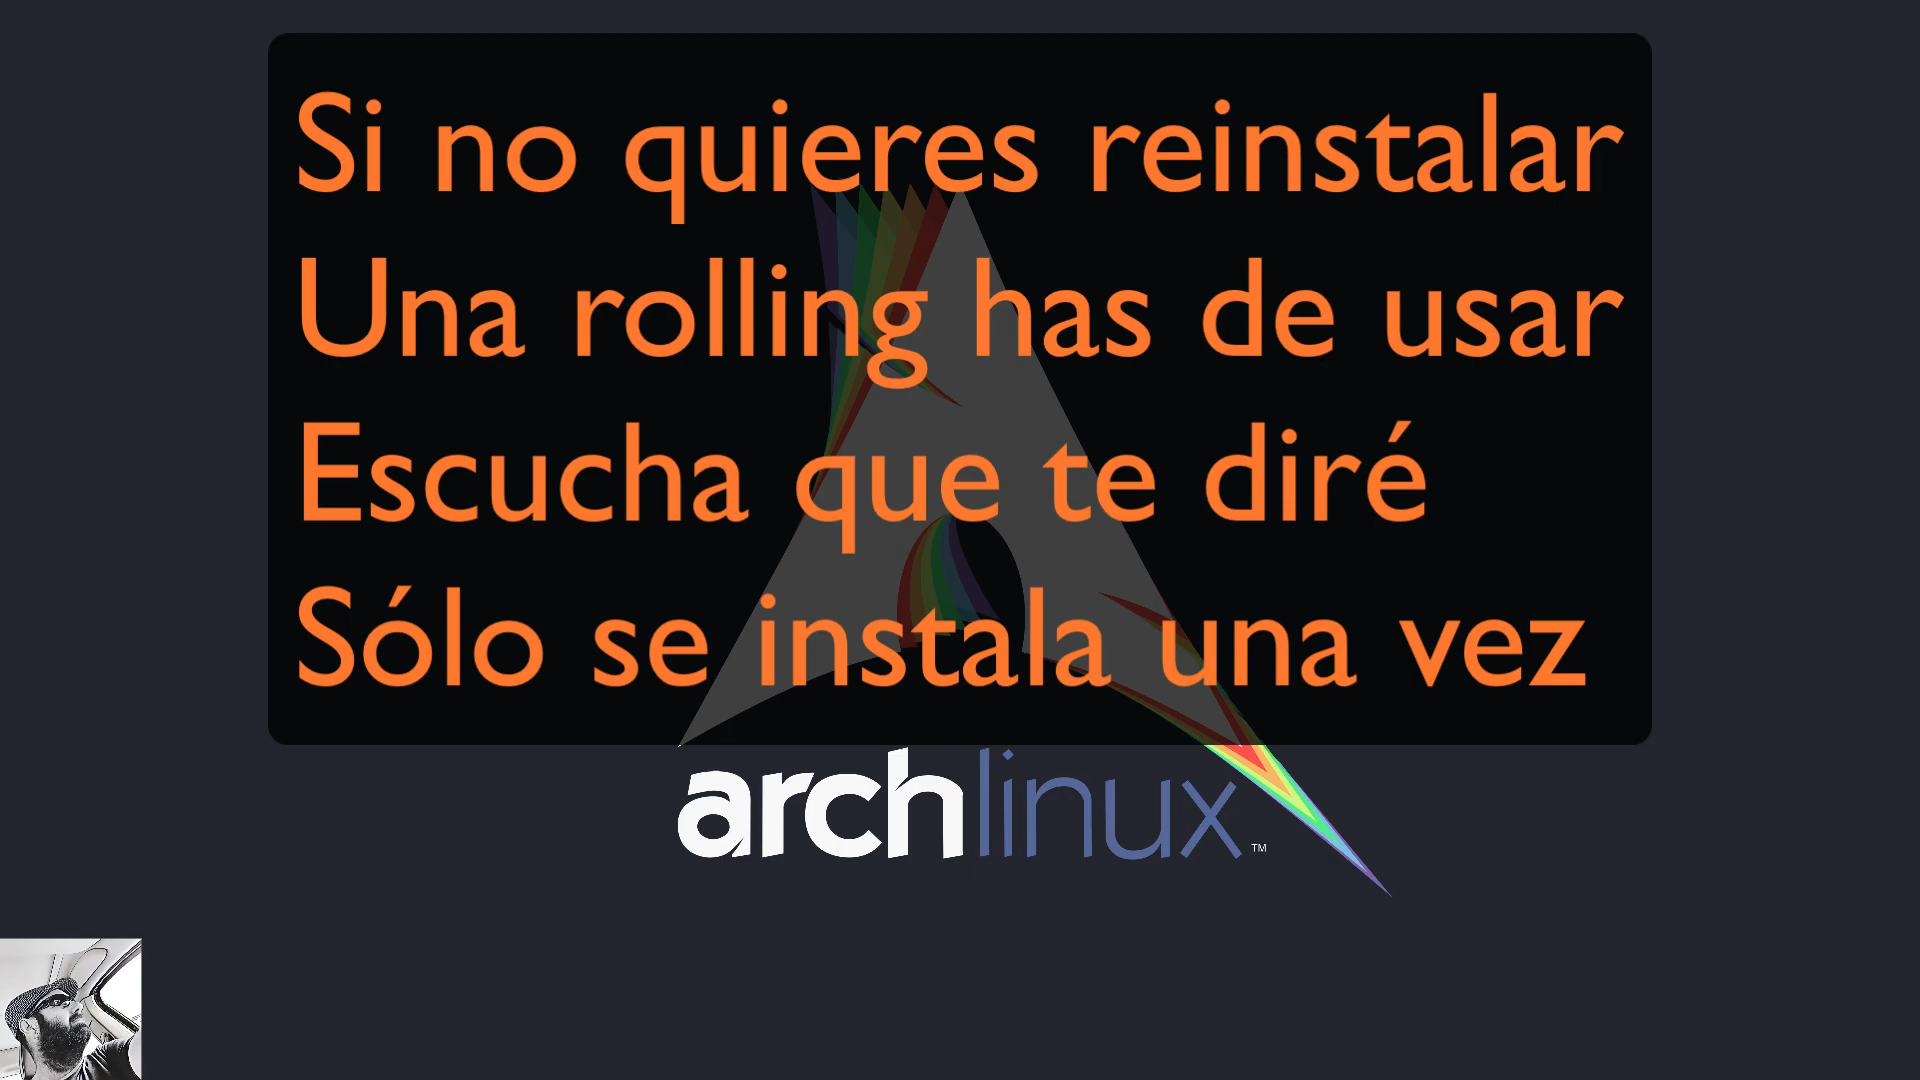 Si no quieres reinstalar
Una rolling has de usar
Escucha que te diré
Sólo se instala una vez
archlinux™